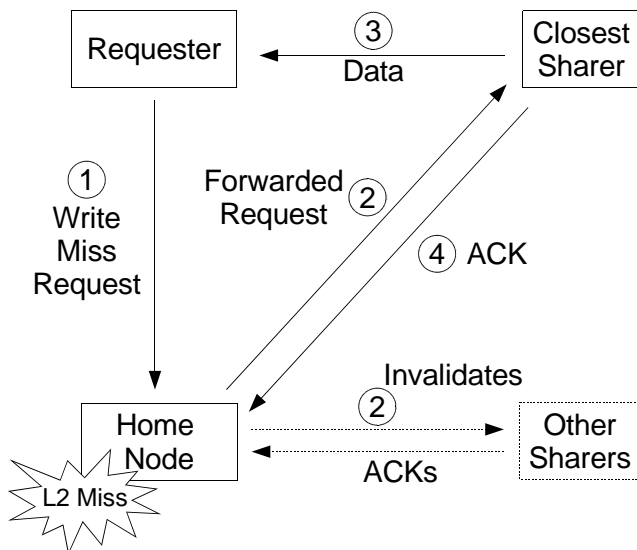 Requester
3
Data
Closest
Sharer
1
Write
Miss
Request
Forwarded
Request
2
4
ACK
Invalidates
2
Home
Node
ACKs
Other
Sharers
L2 Miss